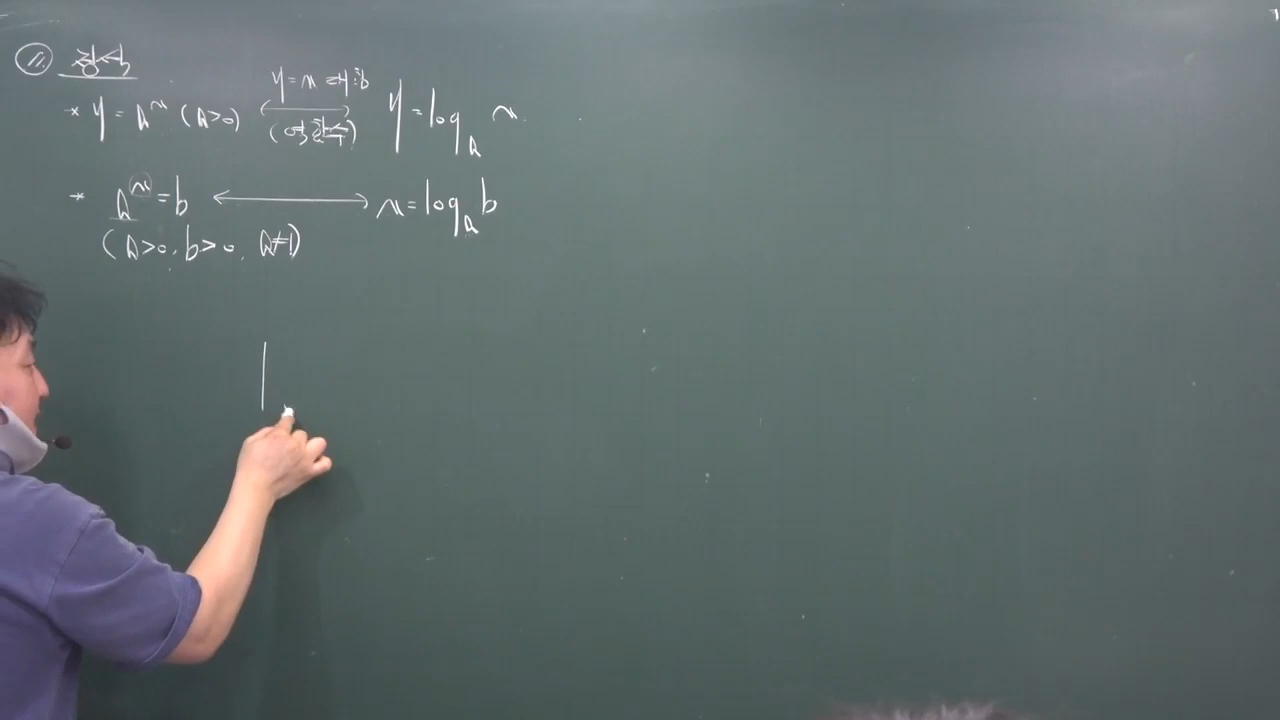 ⑪ 정의
* y = a^x (a>0) ⟷ y = log_a x
y=x 대칭
(역함수)
* a^x = b ⟷ x = log_a b
(a>0, b>0, a≠1)